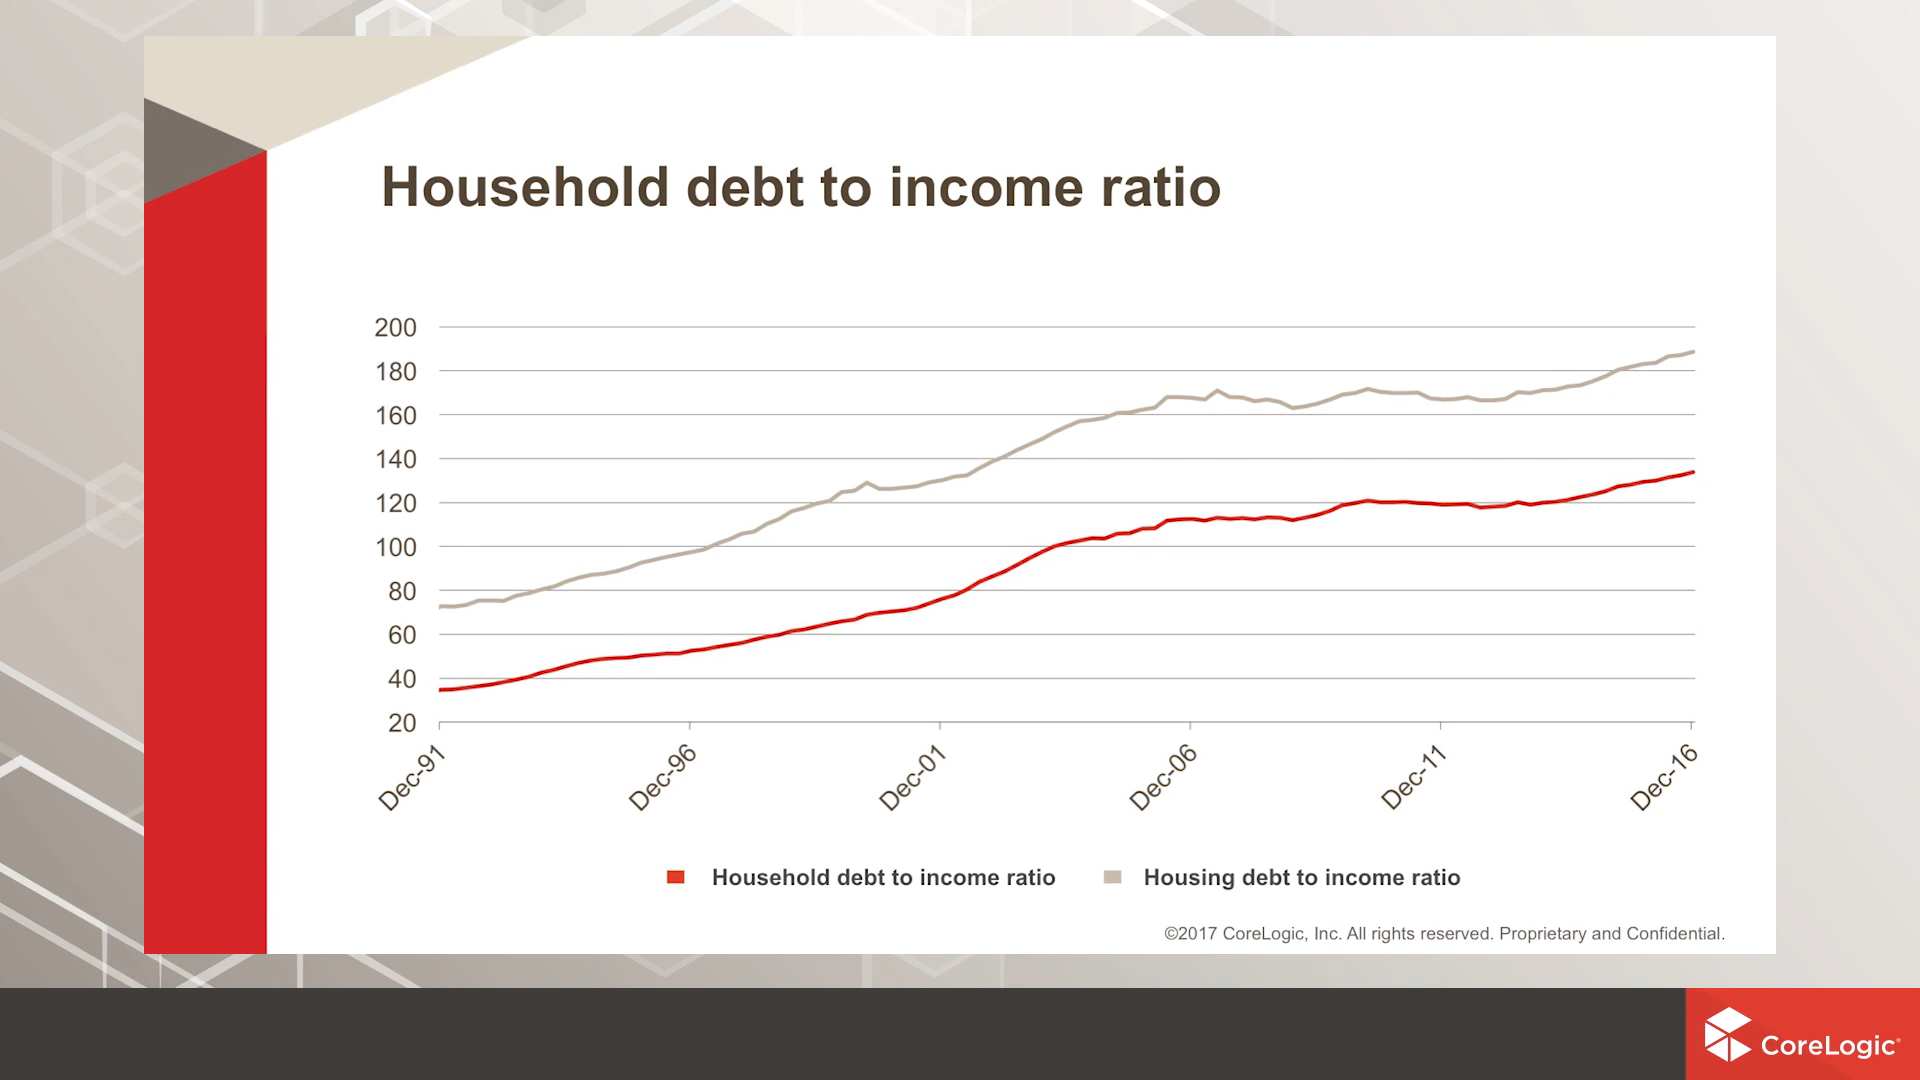 Household debt to income ratio
200
180
160
140
120
100
80
60
40
20
Dec-91 Dec-96 Dec-01 Dec-06 Dec-11 Dec-16
Household debt to income ratio Housing debt to income ratio
©2017 CoreLogic, Inc. All rights reserved. Proprietary and Confidential.
CoreLogic